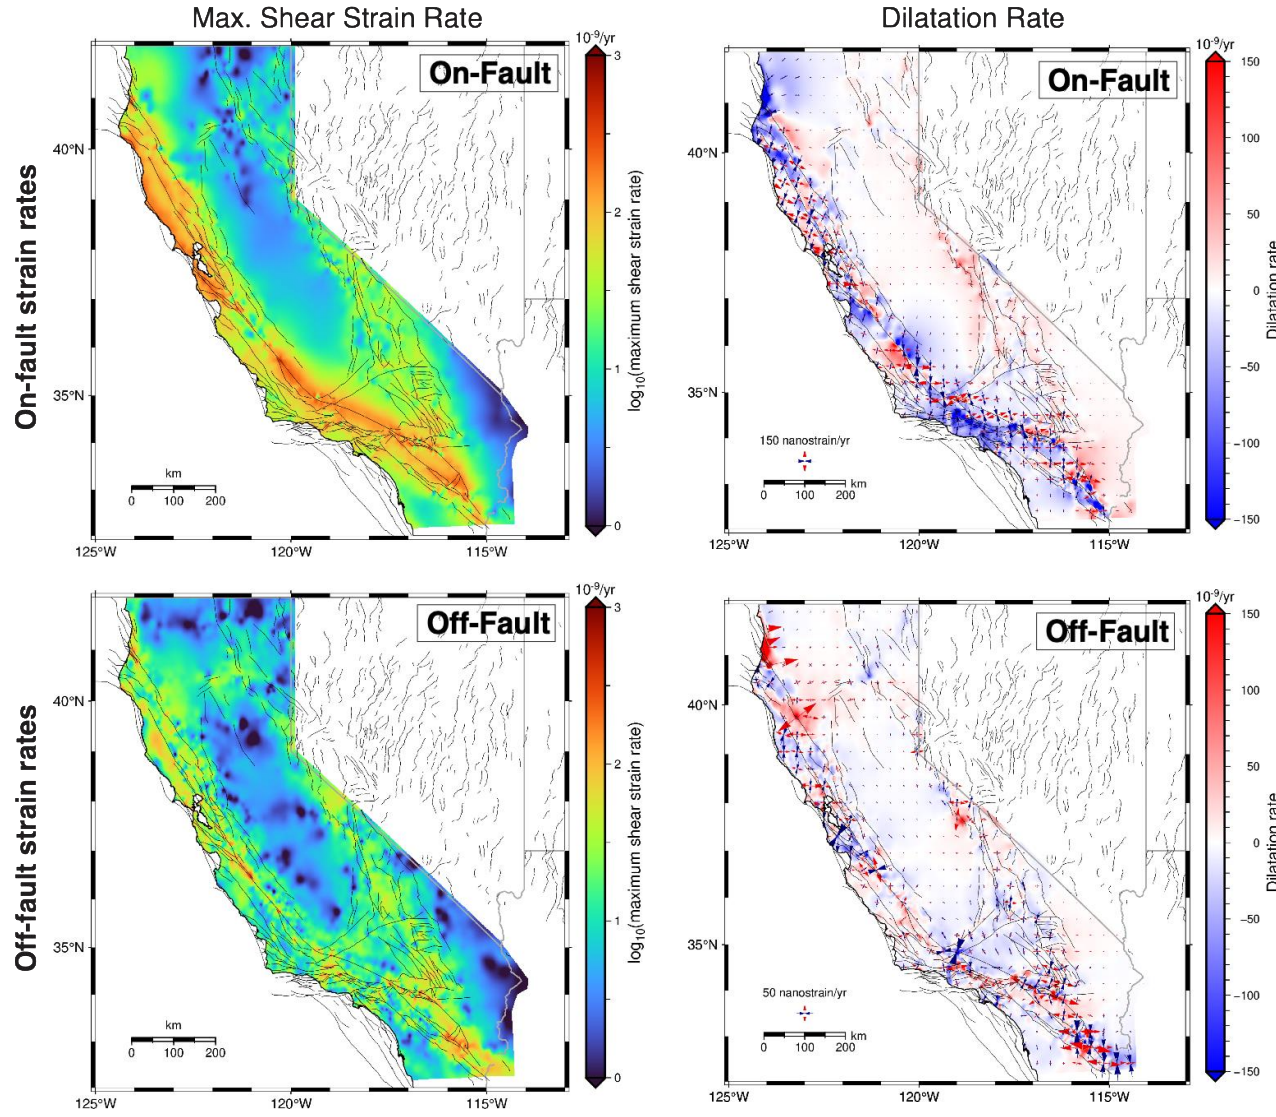 Max. Shear Strain Rate
Dilatation Rate
On-fault strain rates
On-Fault
10⁻⁹/yr
3
2
1
0
log₁₀(maximum shear strain rate)
40°N
35°N
km
0 100 200
125°W 120°W 115°W
On-Fault
10⁻⁹/yr
150
100
50
0
−50
−100
−150
Dilatation rate
40°N
35°N
150 nanostrain/yr
km
0 100 200
125°W 120°W 115°W
Off-fault strain rates
Off-Fault
10⁻⁹/yr
3
2
1
0
log₁₀(maximum shear strain rate)
40°N
35°N
km
0 100 200
125°W 120°W 115°W
Off-Fault
10⁻⁹/yr
150
100
50
0
−50
−100
−150
Dilatation rate
40°N
35°N
50 nanostrain/yr
km
0 100 200
125°W 120°W 115°W